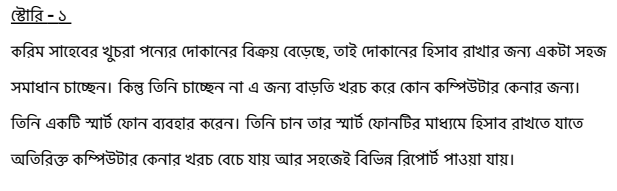 স্টোরি – ১
করিম সাহেবের খুচরা পন্যের দোকানের বিক্রয় বেড়েছে, তাই দোকানের হিসাব রাখার জন্য একটা সহজ
সমাধান চাচ্ছেন। কিন্তু তিনি চাচ্ছেন না এ জন্য বাড়তি খরচ করে কোন কম্পিউটার কেনার জন্য।
তিনি একটি স্মার্ট ফোন ব্যবহার করেন। তিনি চান তার স্মার্ট ফোনটির মাধ্যমে হিসাব রাখতে যাতে
অতিরিক্ত কম্পিউটার কেনার খরচ বেচে যায় আর সহজেই বিভিন্ন রিপোর্ট পাওয়া যায়।